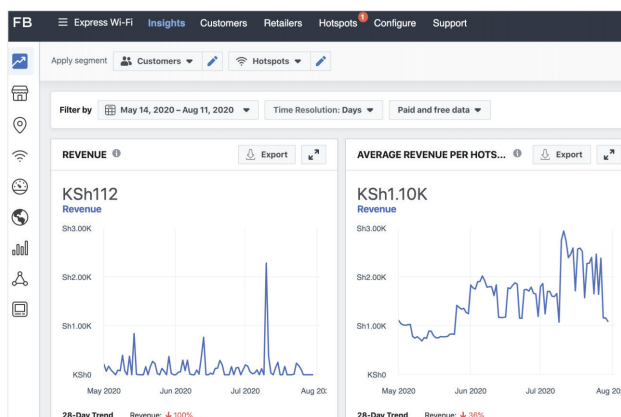 FB Express Wi-Fi Insights Customers Retailers Hotspots 1 Configure Support
Apply segment Customers Hotspots
Filter by May 14, 2020 – Aug 11, 2020 Time Resolution: Days Paid and free data
REVENUE Export
KSh112
Revenue
Sh3.00K
Sh2.00K
Sh1.00K
KSh0
May 2020 Jun 2020 Jul 2020 Aug 20:
28-Day Trend Revenue: 100%
AVERAGE REVENUE PER HOTS... Export
KSh1.10K
Revenue
Sh3.00K
Sh2.00K
Sh1.00K
KSh0
May 2020 Jun 2020 Jul 2020 Aug 20
28-Day Trend Revenue: 36%